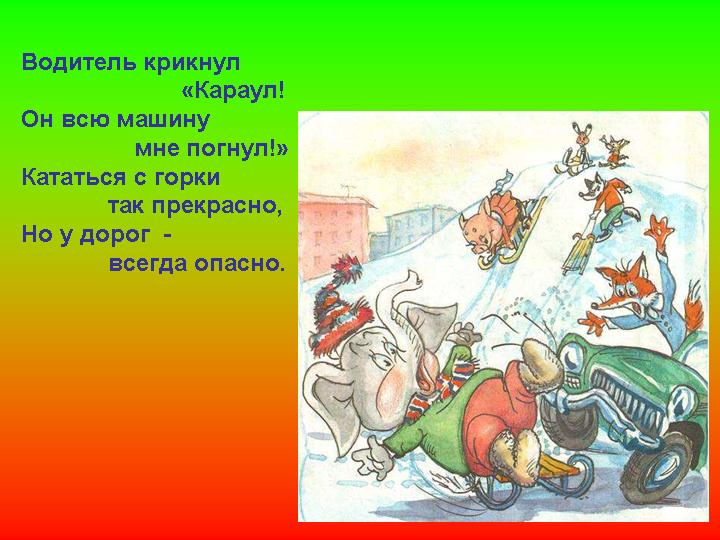 Водитель крикнул
«Караул!
Он всю машину
мне погнул!»
Кататься с горки
так прекрасно,
Но у дорог -
всегда опасно.